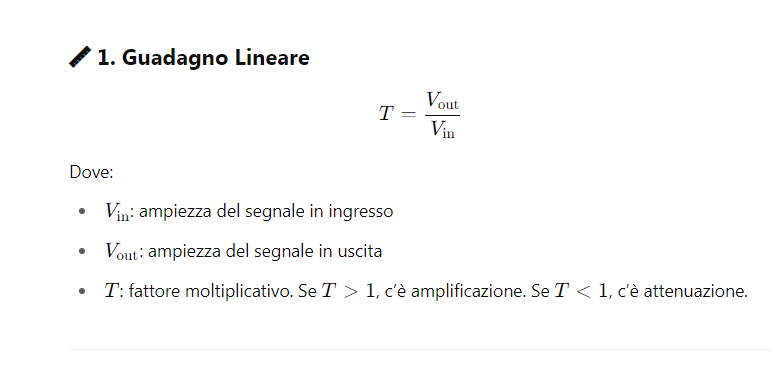 1. Guadagno Lineare
T = V_out / V_in
Dove:
• V_in: ampiezza del segnale in ingresso
• V_out: ampiezza del segnale in uscita
• T: fattore moltiplicativo. Se T > 1, c'è amplificazione. Se T < 1, c'è attenuazione.